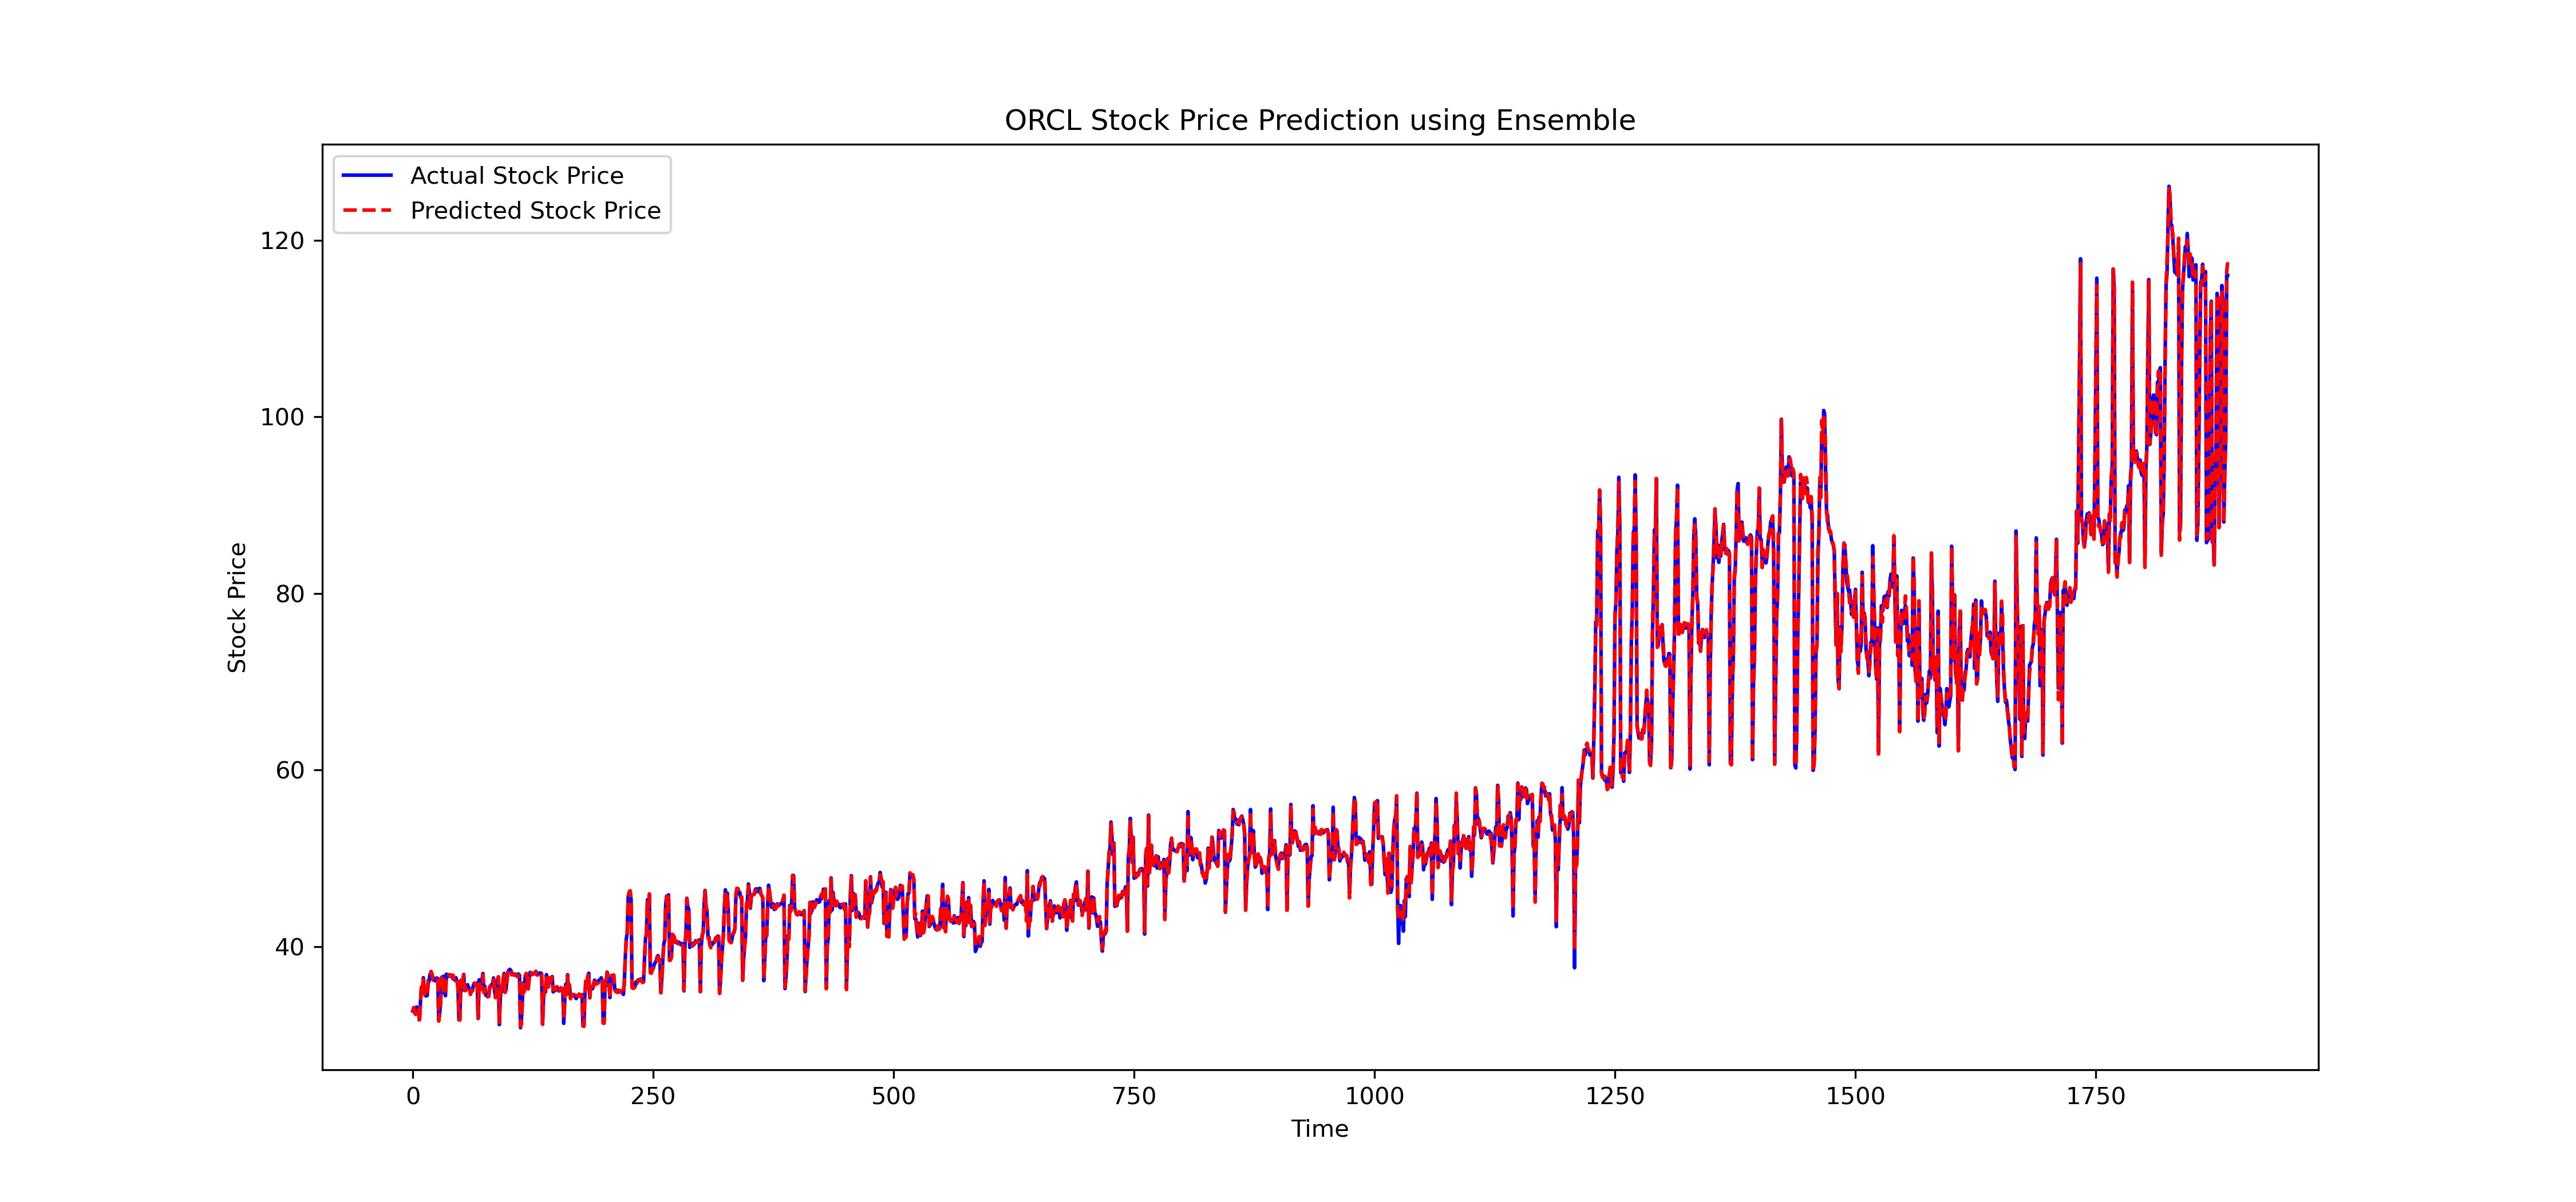 ORCL Stock Price Prediction using Ensemble
Actual Stock Price
Predicted Stock Price
Stock Price
120
100
80
60
40
0 250 500 750 1000 1250 1500 1750
Time